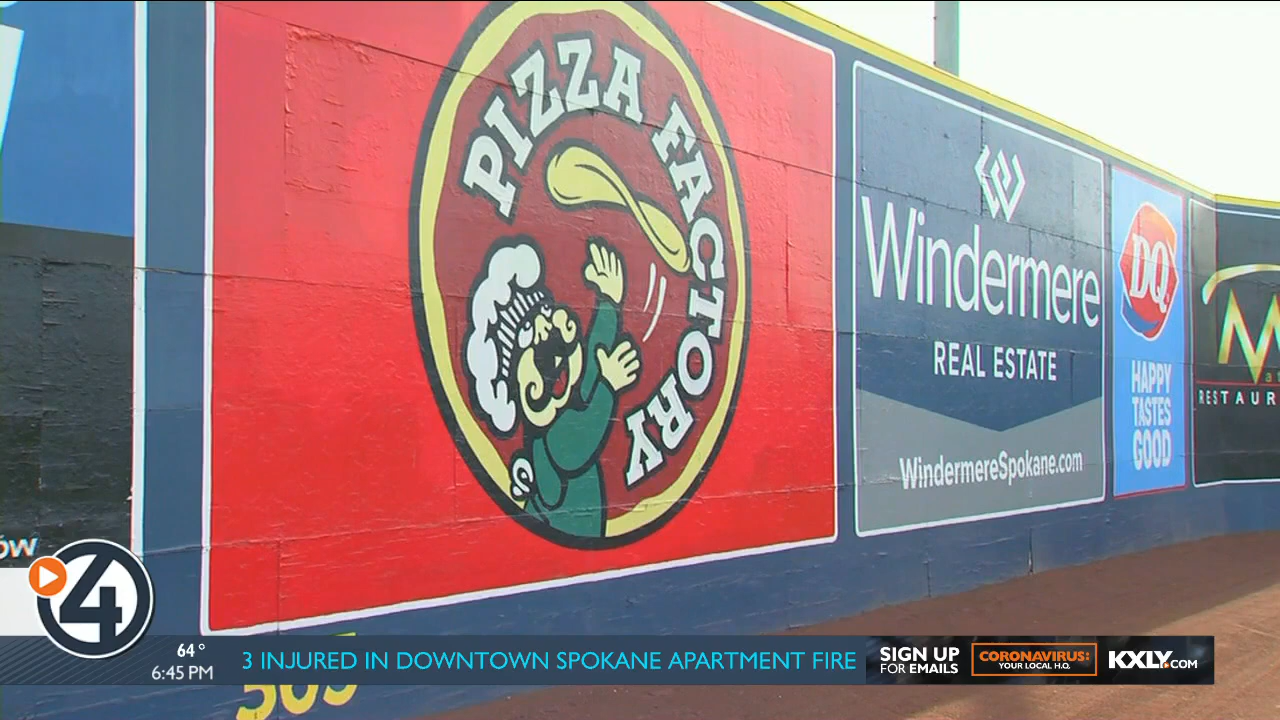 PIZZA FACTORY
Windermere
REAL ESTATE
WindermereSpokane.com
DQ
HAPPY
TASTES
GOOD
M
RESTAUR
ow
4
64°
6:45 PM
3 INJURED IN DOWNTOWN SPOKANE APARTMENT FIRE
SIGN UP
FOR EMAILS
CORONAVIRUS:
YOUR LOCAL H.Q.
KXLY.COM